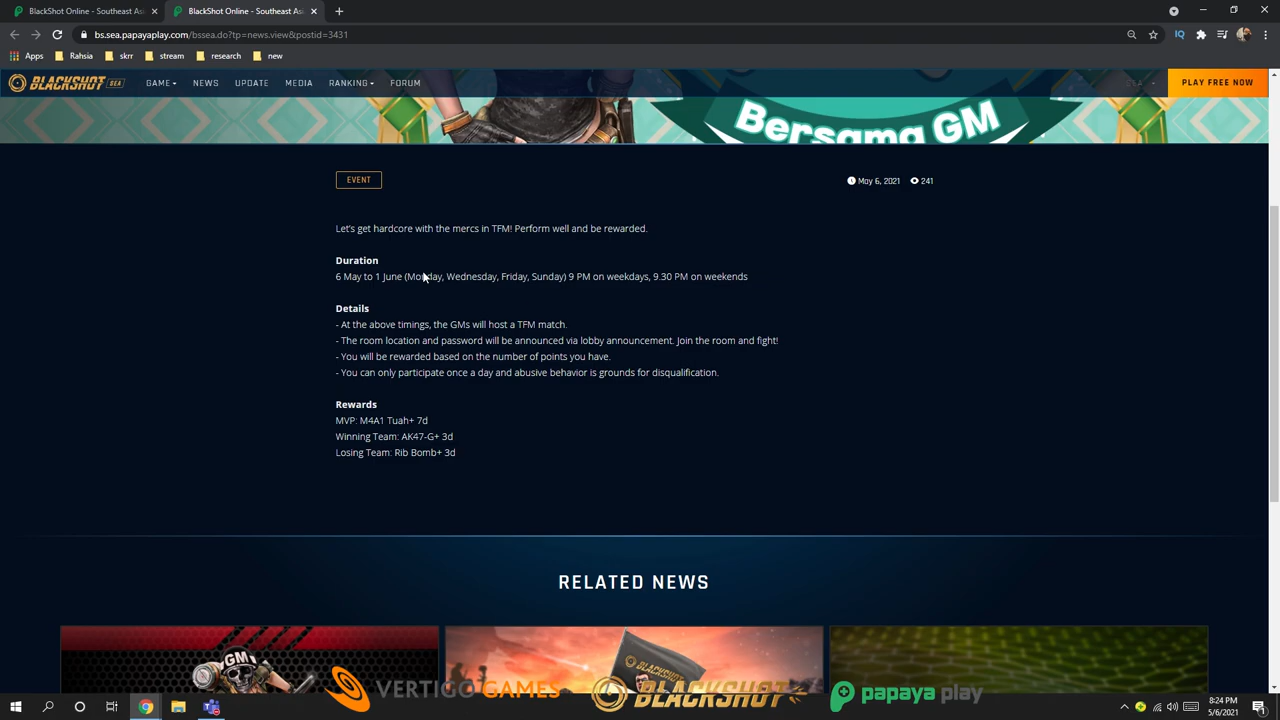 BlackShot Online - Southeast As
BlackShot Online - Southeast As
bs.sea.papayaplay.com/bssea.do?tp=news.view&postid=3431
Apps Rahsia skrr stream research new
BLACKSHOT SEA GAME NEWS UPDATE MEDIA RANKING FORUM SEA PLAY FREE NOW
Bersama GM
EVENT
May 6, 2021 241
Let's get hardcore with the mercs in TFM! Perform well and be rewarded.
Duration
6 May to 1 June (Monday, Wednesday, Friday, Sunday) 9 PM on weekdays, 9.30 PM on weekends
Details
- At the above timings, the GMs will host a TFM match.
- The room location and password will be announced via lobby announcement. Join the room and fight!
- You will be rewarded based on the number of points you have.
- You can only participate once a day and abusive behavior is grounds for disqualification.
Rewards
MVP: M4A1 Tuah+ 7d
Winning Team: AK47-G+ 3d
Losing Team: Rib Bomb+ 3d
RELATED NEWS
GM
BLACKSHOT
VERTIGO GAMES BLACKSHOT papaya play
8:24 PM
5/6/2021